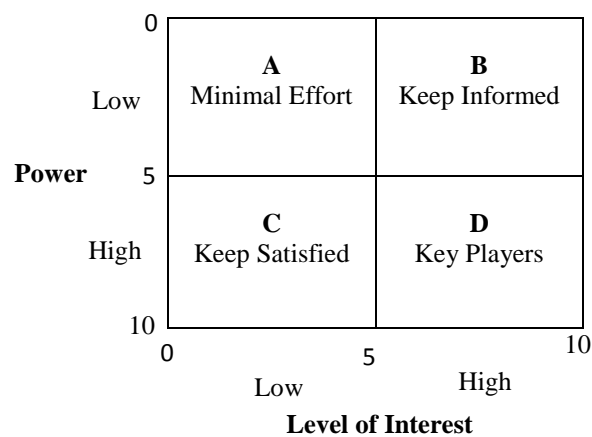 0
A
B
Minimal Effort
Keep Informed
Low
Power
5
C
D
High
Keep Satisfied
Key Players
10
0
5
10
Low
High
Level of Interest